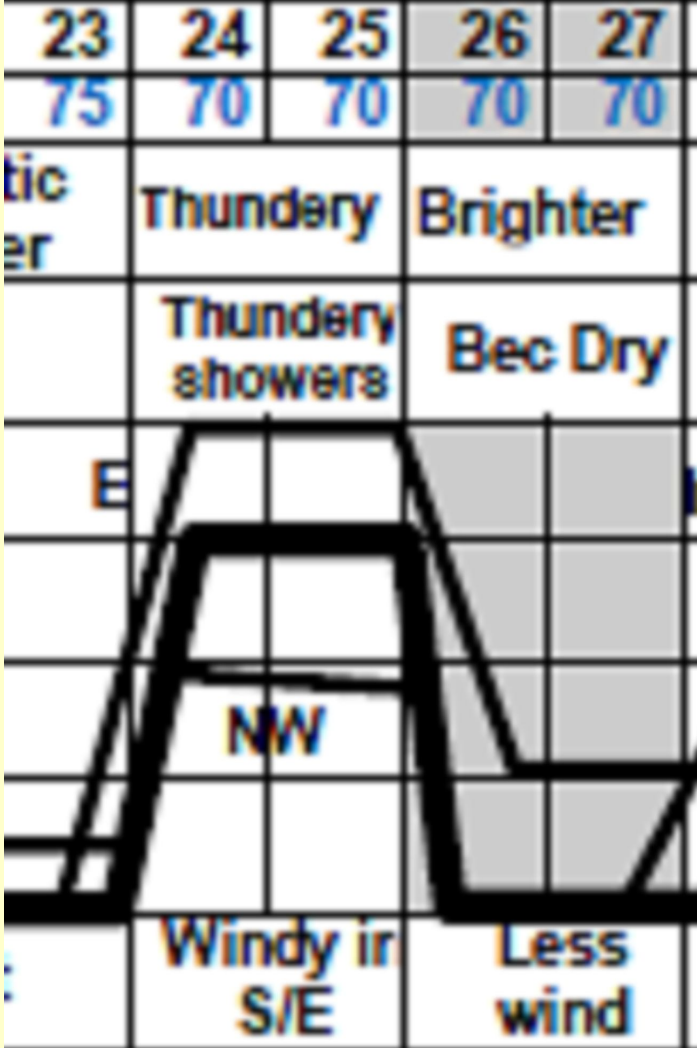 23 24 25 26 27
75 70 70 70 70
tic
er
Thundery Brighter
Thundery
showers
Bec Dry
E
NW
Windy in
S/E
Less
wind